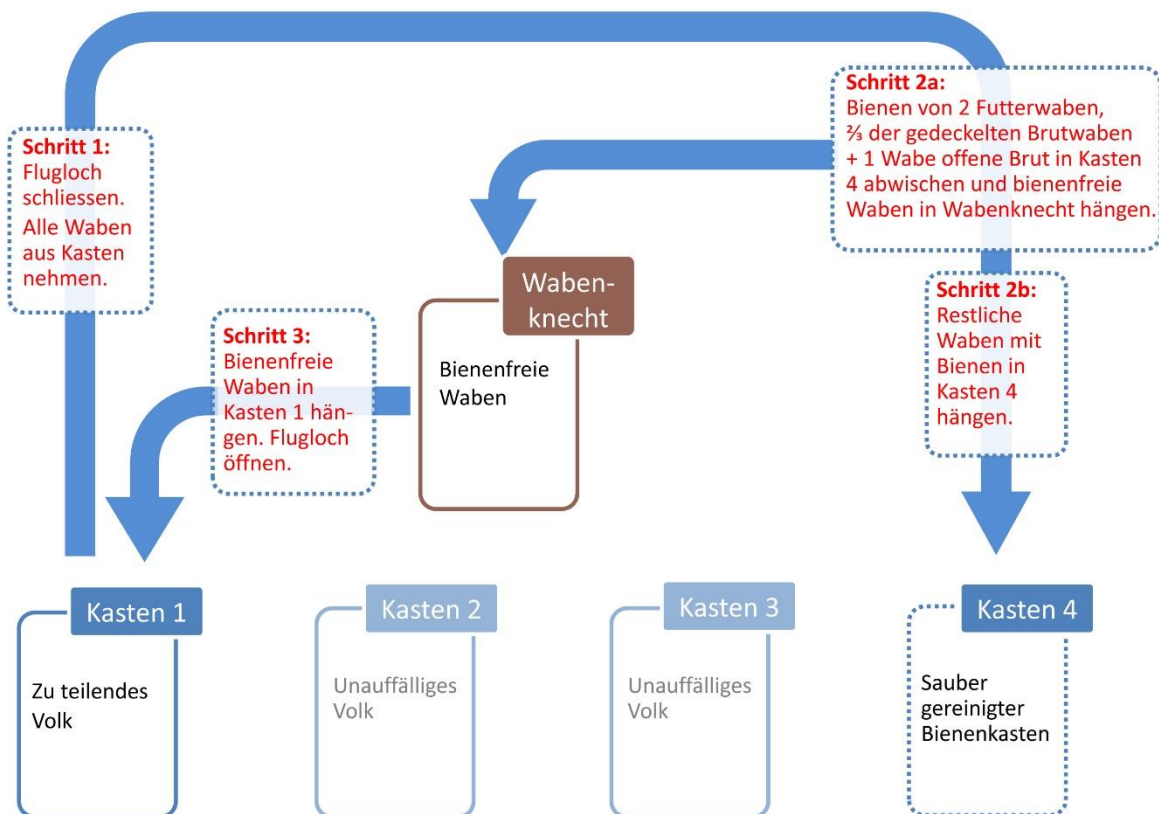 Schritt 1:
Flugloch
schliessen.
Alle Waben
aus Kasten
nehmen.
Schritt 2a:
Bienen von 2 Futterwaben,
⅔ der gedeckelten Brutwaben
+ 1 Wabe offene Brut in Kasten
4 abwischen und bienenfreie
Waben in Wabenknecht hängen.
Schritt 2b:
Restliche
Waben mit
Bienen in
Kasten 4
hängen.
Waben-
knecht
Bienenfreie
Waben
Schritt 3:
Bienenfreie
Waben in
Kasten 1 hän-
gen. Flugloch
öffnen.
Kasten 1
Zu teilendes
Volk
Kasten 2
Unauffälliges
Volk
Kasten 3
Unauffälliges
Volk
Kasten 4
Sauber
gereinigter
Bienenkasten